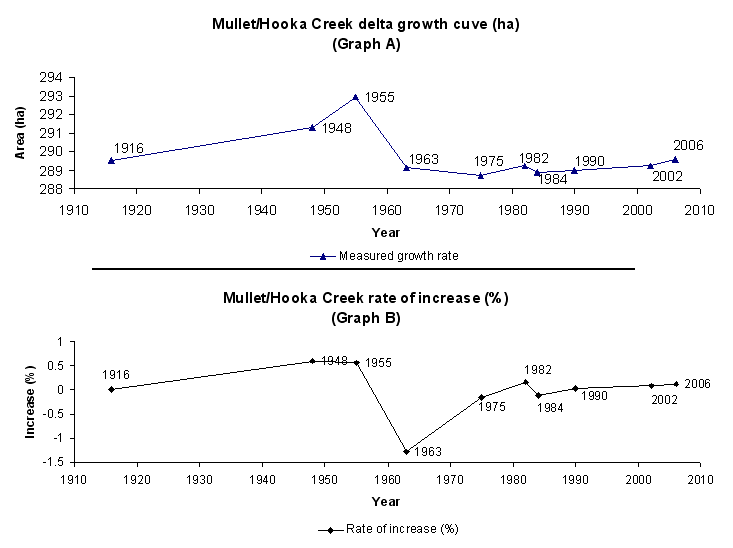 Mullet/Hooka Creek delta growth cuve (ha)
(Graph A)
Area (ha)
294
293
292
291
290
289
288
1916
1948
1955
1963
1975
1982
1984
1990
2002
2006
1910 1920 1930 1940 1950 1960 1970 1980 1990 2000 2010
Year
Measured growth rate
Mullet/Hooka Creek rate of increase (%)
(Graph B)
Increase (%)
1
0.5
0
-0.5
-1
-1.5
1916
1948
1955
1963
1975
1982
1984
1990
2002
2006
1910 1920 1930 1940 1950 1960 1970 1980 1990 2000 2010
Year
Rate of increase (%)